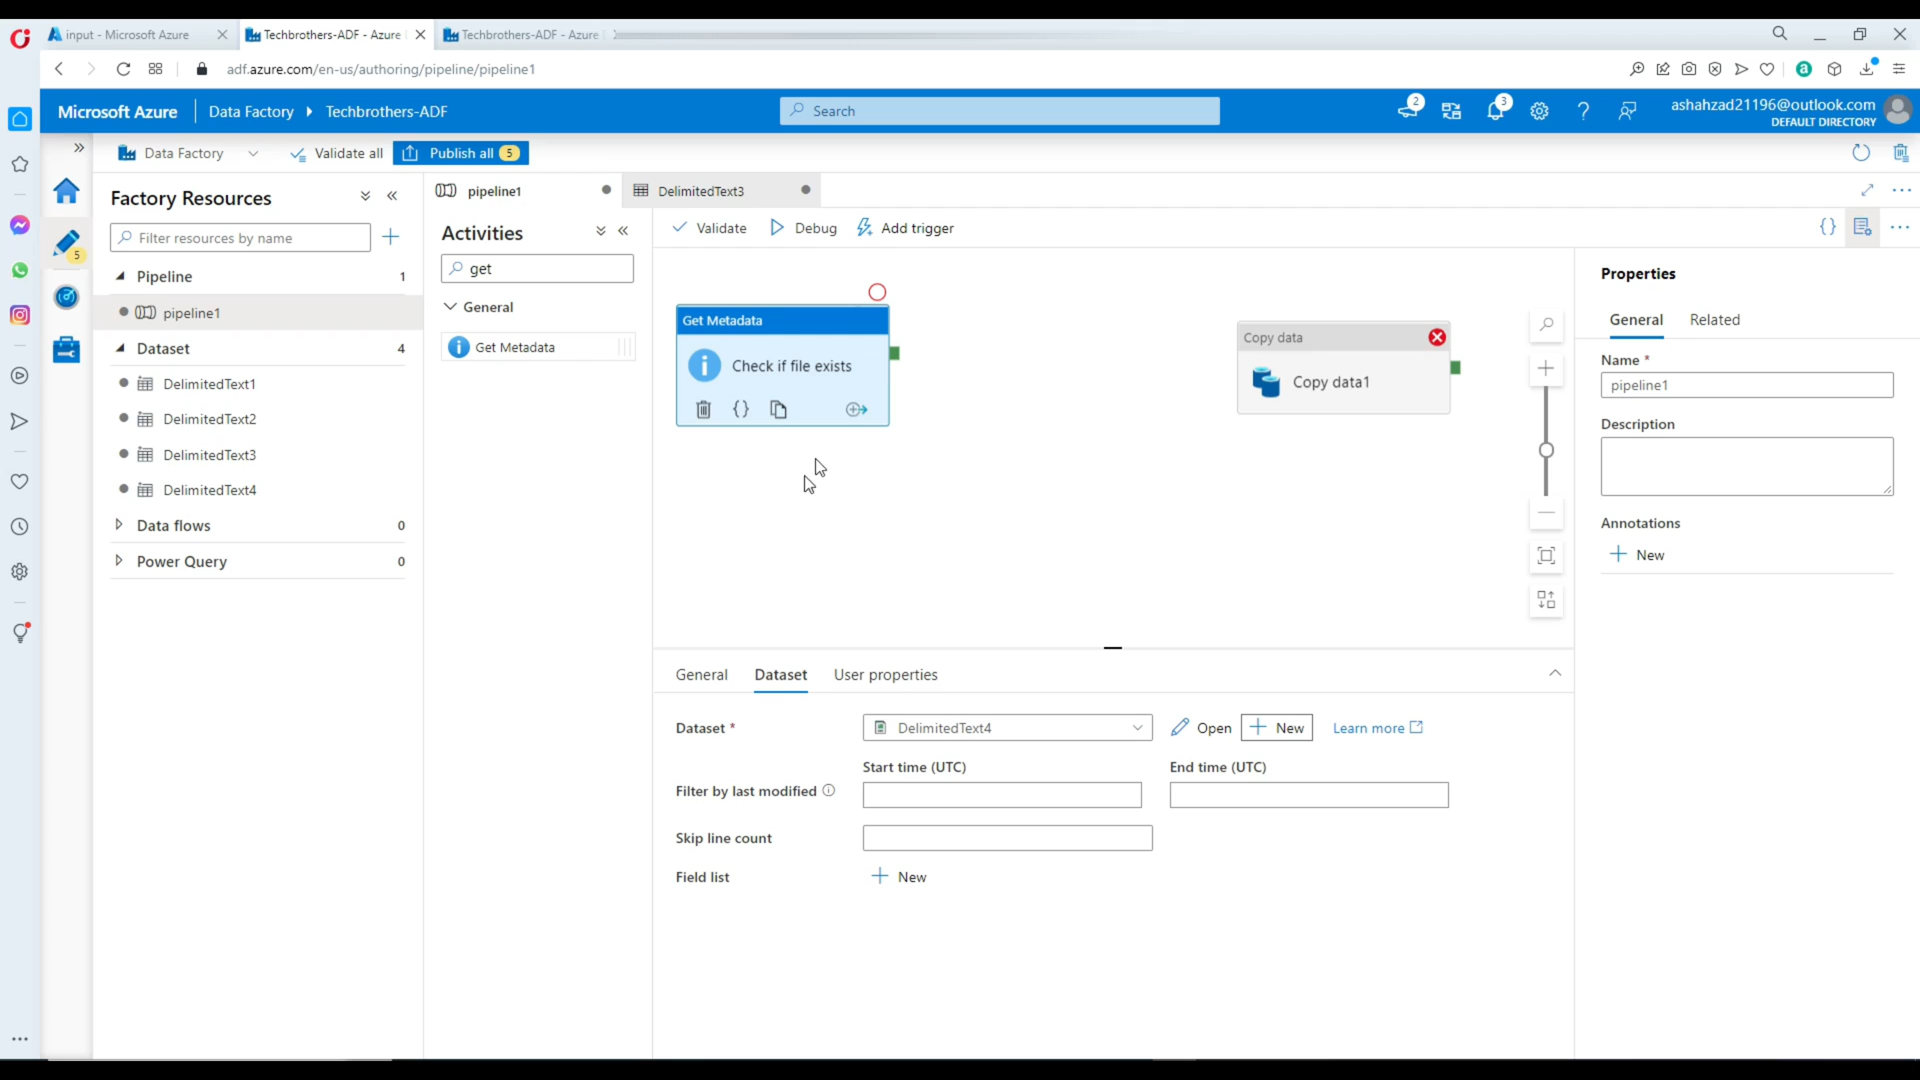 input - Microsoft Azure
Techbrothers-ADF - Azure
Techbrothers-ADF - Azure
adf.azure.com/en-us/authoring/pipeline/pipeline1
Microsoft Azure
Data Factory
Techbrothers-ADF
Search
2
3
ashahzad21196@outlook.com
DEFAULT DIRECTORY
Data Factory
Validate all
Publish all 5
Factory Resources
Filter resources by name
5
Pipeline 1
pipeline1
Dataset 4
DelimitedText1
DelimitedText2
DelimitedText3
DelimitedText4
Data flows 0
Power Query 0
pipeline1
DelimitedText3
Activities
get
General
Get Metadata
Validate
Debug
Add trigger
Get Metadata
Check if file exists
Copy data
Copy data1
General
Dataset
User properties
Dataset *
DelimitedText4
Open
New
Learn more
Start time (UTC)
End time (UTC)
Filter by last modified
Skip line count
Field list
New
Properties
General
Related
Name *
pipeline1
Description
Annotations
New